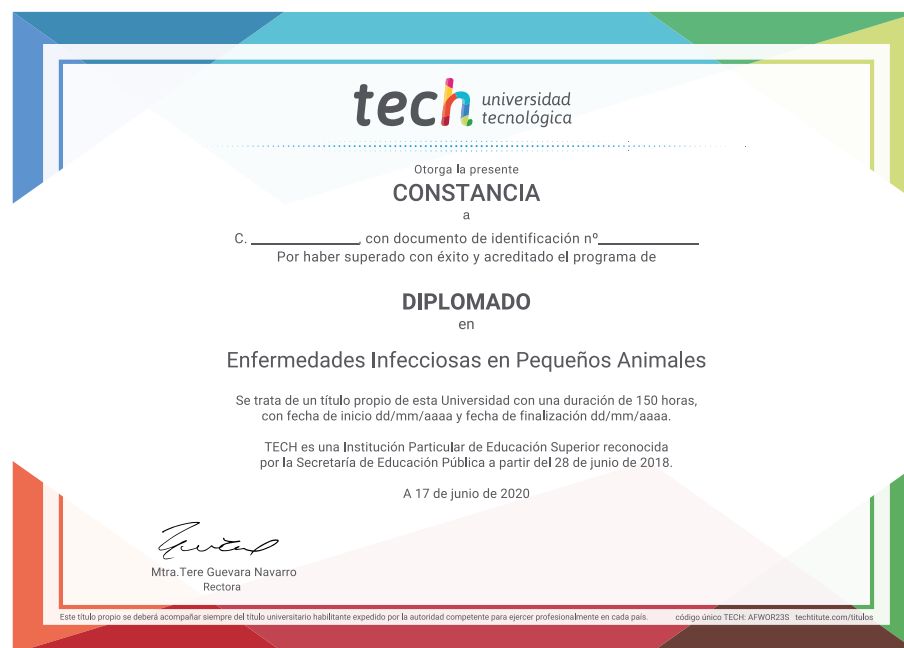 tech universidad
tecnológica
Otorga la presente
CONSTANCIA
a
C. ______________, con documento de identificación nº_____________
Por haber superado con éxito y acreditado el programa de
DIPLOMADO
en
Enfermedades Infecciosas en Pequeños Animales
Se trata de un título propio de esta Universidad con una duración de 150 horas,
con fecha de inicio dd/mm/aaaa y fecha de finalización dd/mm/aaaa.
TECH es una Institución Particular de Educación Superior reconocida
por la Secretaría de Educación Pública a partir del 28 de junio de 2018.
A 17 de junio de 2020
Mtra.Tere Guevara Navarro
Rectora
Este título propio se deberá acompañar siempre del título universitario habilitante expedido por la autoridad competente para ejercer profesionalmente en cada país. código único TECH: AFWOR23S techtitute.com/titulos